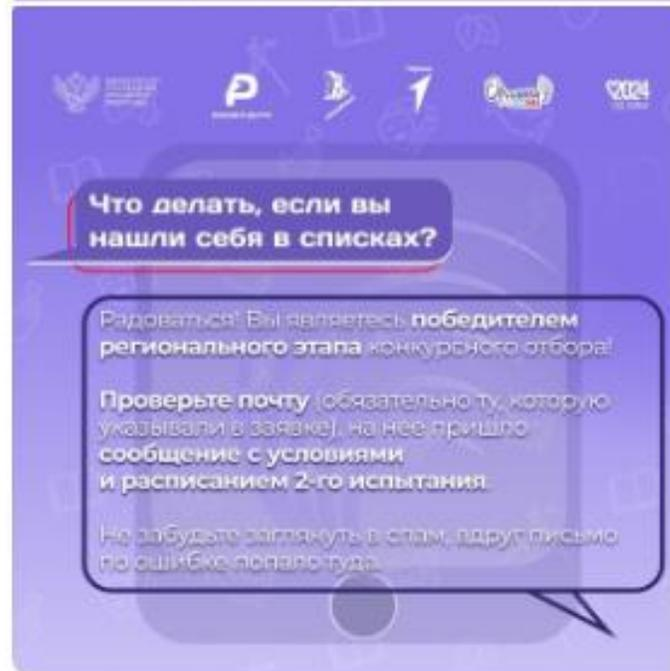 2024
Что делать, если вы
нашли себя в списках?
Радоваться! Вы являетесь победителем
регионального этапа конкурсного отбора!
Проверьте почту (обязательно ту, которую
указывали в заявке), на нее пришло
сообщение с условиями
и расписанием 2-го испытания.
Не забудьте заглянуть в спам, вдруг письмо
по ошибке попало туда.